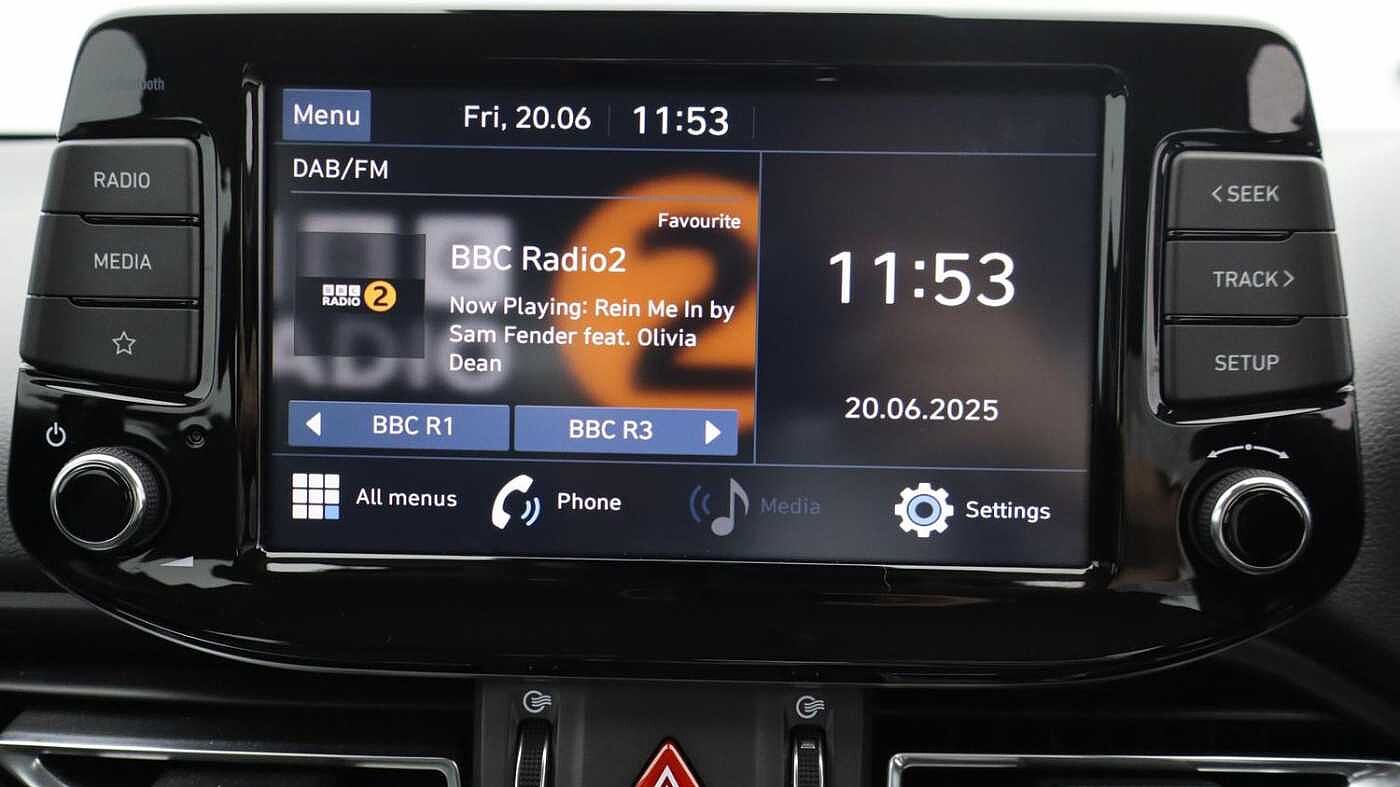 RADIO
MEDIA
Menu
Fri, 20.06
11:53
DAB/FM
Favourite
BBC Radio2
BBC
RADIO 2
Now Playing: Rein Me In by
Sam Fender feat. Olivia
Dean
BBC R1
BBC R3
11:53
20.06.2025
All menus
Phone
Media
Settings
< SEEK
TRACK >
SETUP